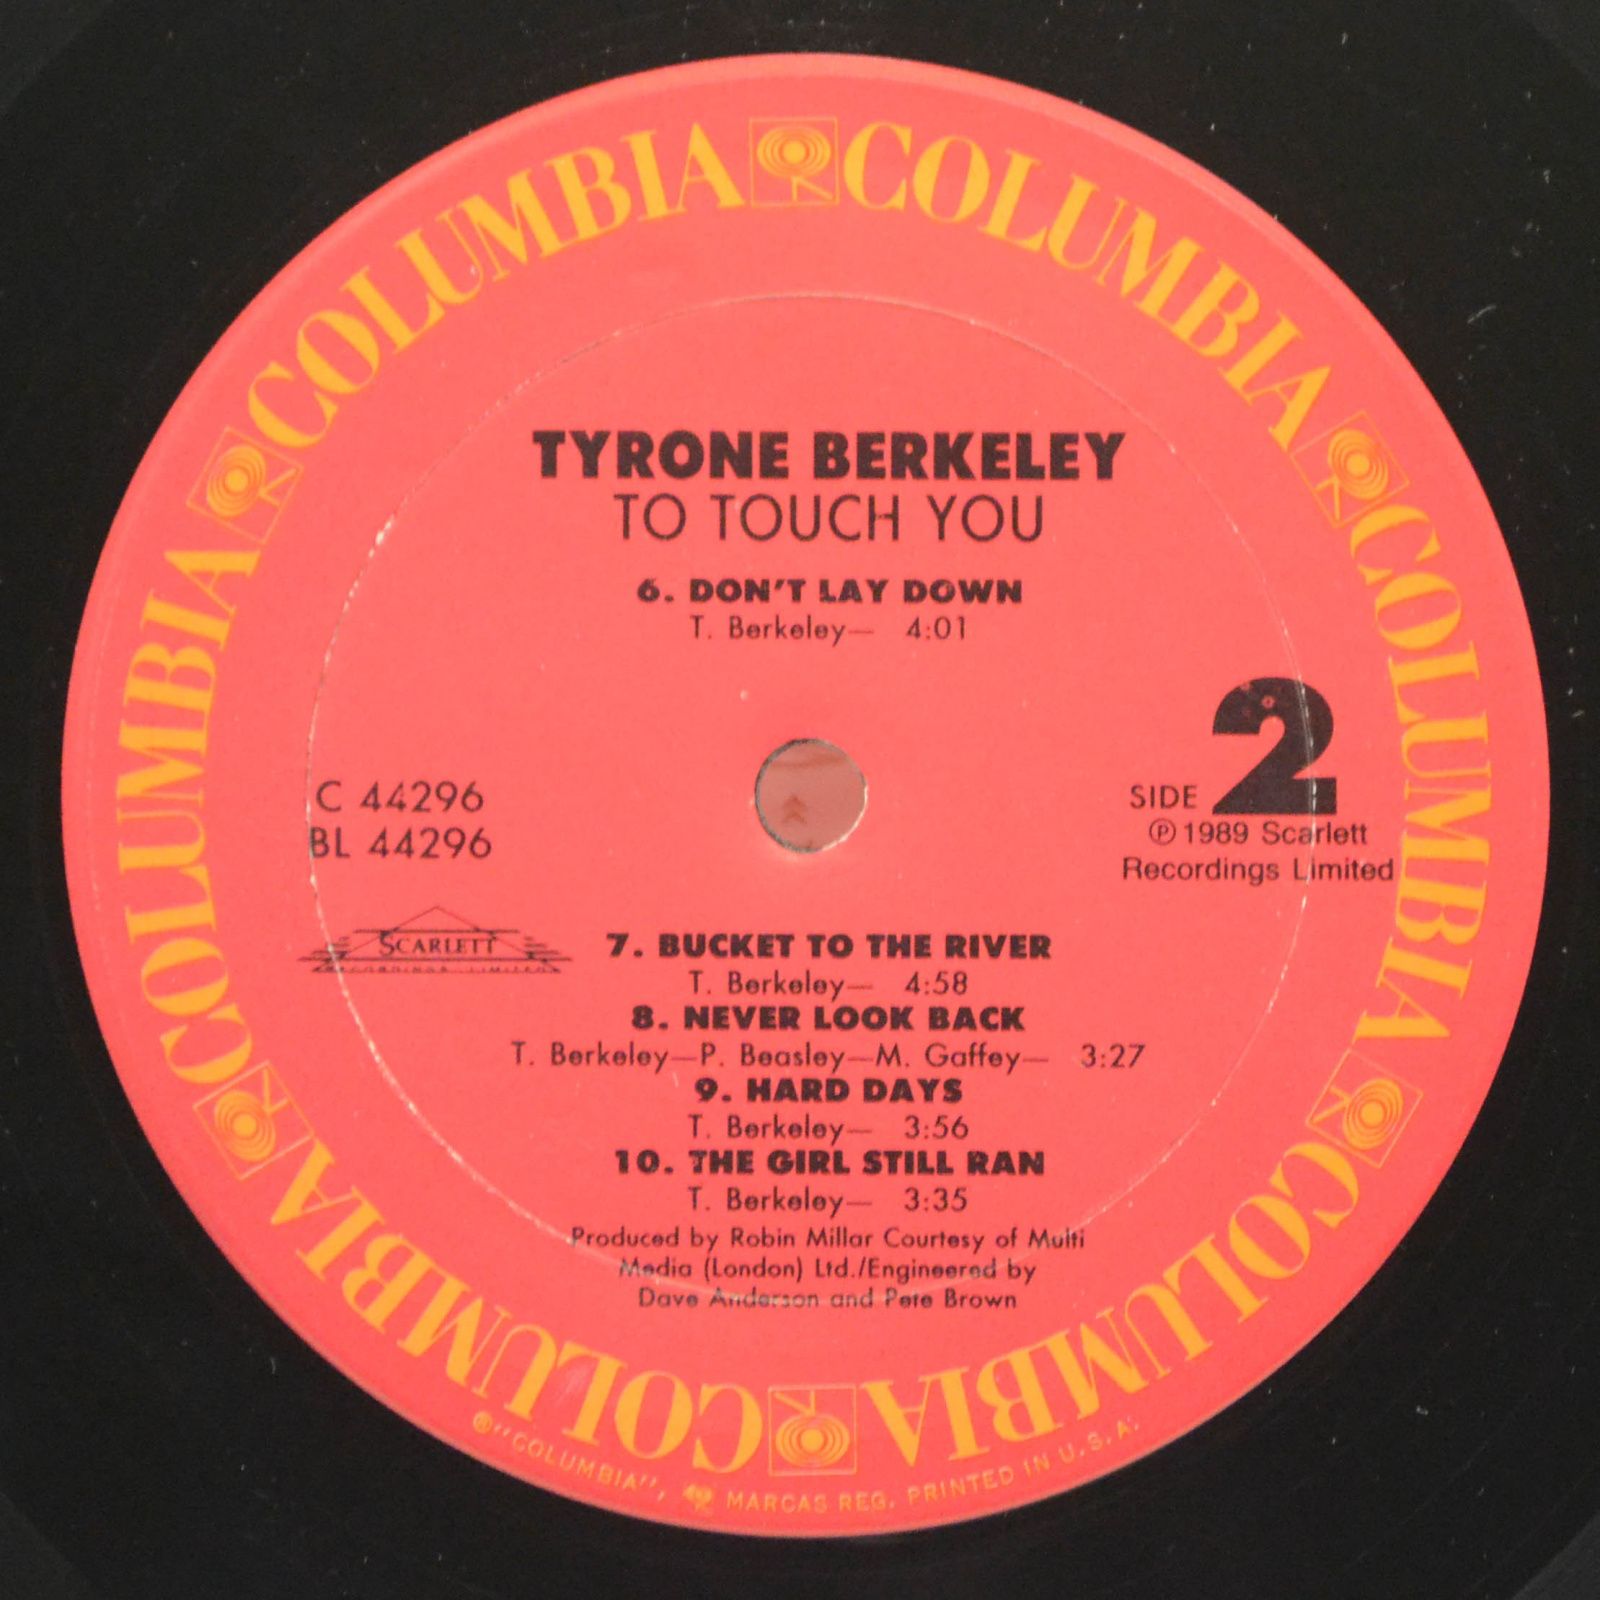 COLUMBIA COLUMBIA COLUMBIA COLUMBIA COLUMBIA COLUMBIA COLUMBIA COLUMBIA
TYRONE BERKELEY
TO TOUCH YOU
6. DON'T LAY DOWN
T. Berkeley— 4:01
C 44296
BL 44296
SIDE 2
℗ 1989 Scarlett
Recordings Limited
SCARLETT
RECORDINGS LIMITED
7. BUCKET TO THE RIVER
T. Berkeley— 4:58
8. NEVER LOOK BACK
T. Berkeley—P. Beasley—M. Gaffey— 3:27
9. HARD DAYS
T. Berkeley— 3:56
10. THE GIRL STILL RAN
T. Berkeley— 3:35
Produced by Robin Millar Courtesy of Multi
Media (London) Ltd./Engineered by
Dave Anderson and Pete Brown
®"COLUMBIA", MARCAS REG. PRINTED IN U.S.A.